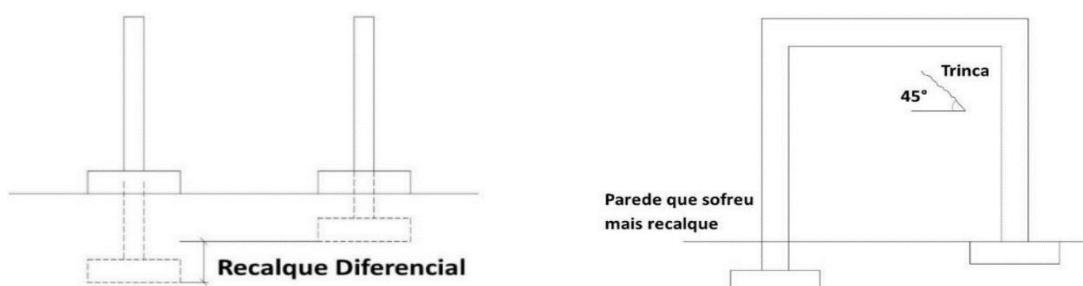 Recalque Diferencial
Trinca
45°
Parede que sofreu
mais recalque